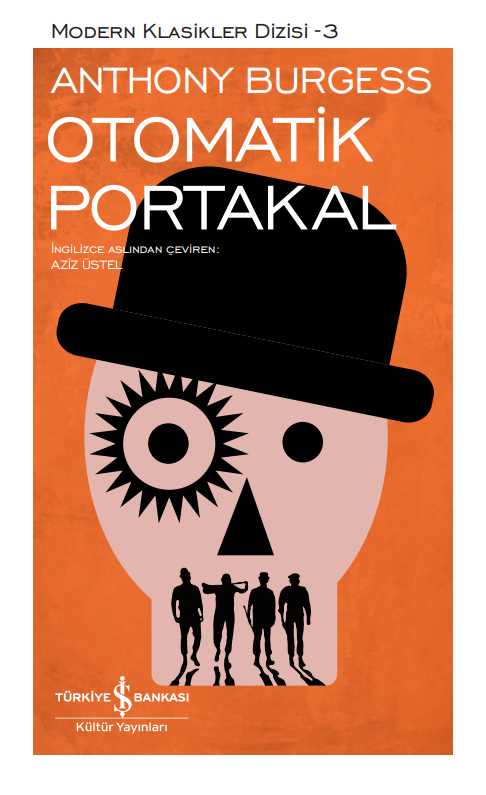 Modern Klasikler Dizisi -3
ANTHONY BURGESS
OTOMATİK
PORTAKAL
İngilizce aslından çeviren:
AZİZ ÜSTEL
TÜRKİYE İŞ BANKASI
Kültür Yayınları